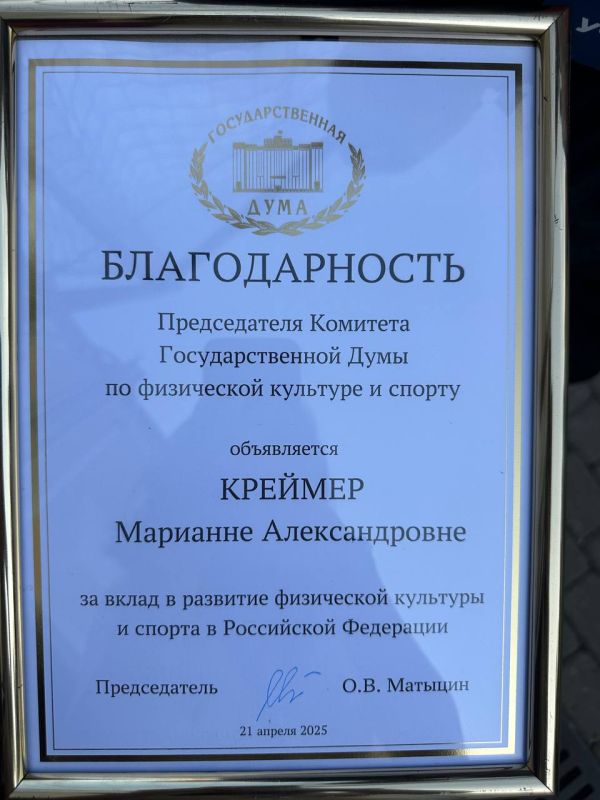 ГОСУДАРСТВЕННАЯ
ДУМА
БЛАГОДАРНОСТЬ
Председателя Комитета
Государственной Думы
по физической культуре и спорту
объявляется
КРЕЙМЕР
Марианне Александровне
за вклад в развитие физической культуры
и спорта в Российской Федерации
Председатель О.В. Матыцин
21 апреля 2025